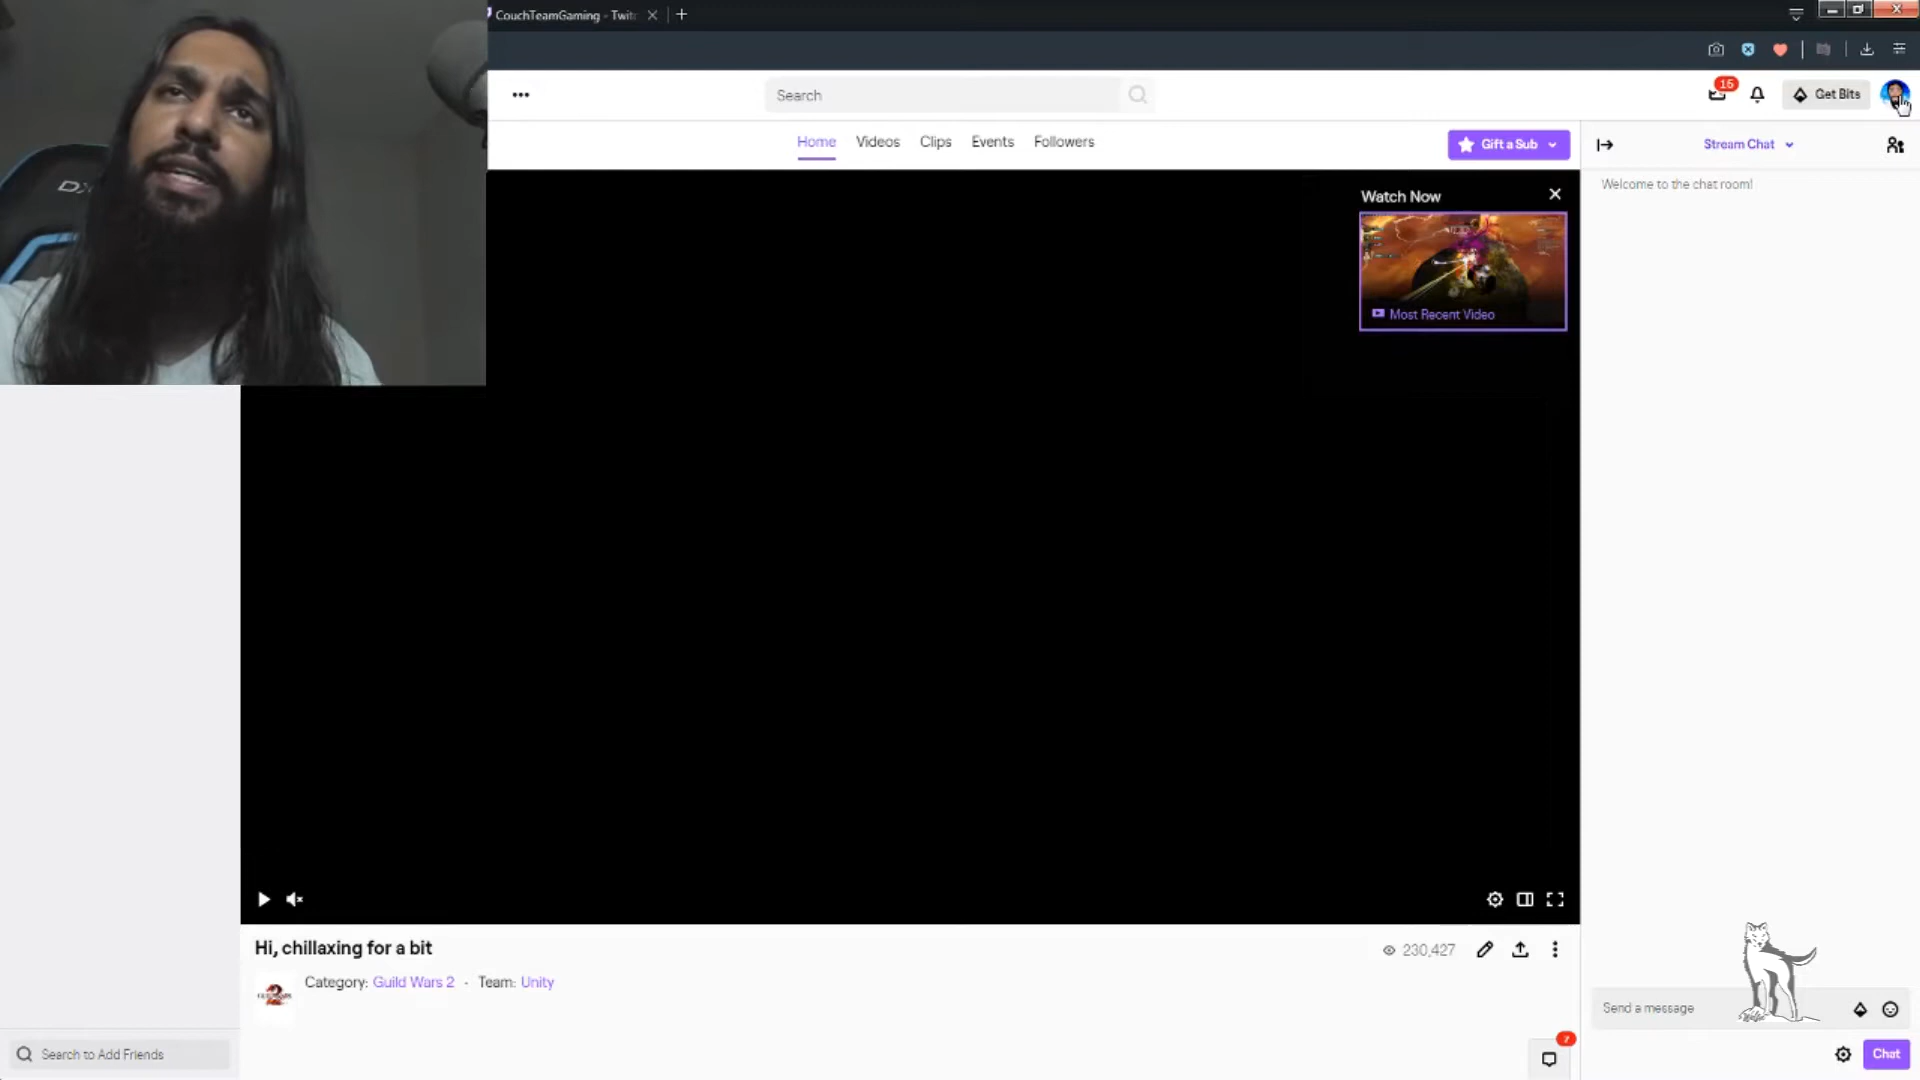 CouchTeamGaming - Twit
DX
Search
15
Get Bits
Home Videos Clips Events Followers
Gift a Sub
Stream Chat
Welcome to the chat room!
Watch Now
Most Recent Video
Hi, chillaxing for a bit
230,427
Category: Guild Wars 2 · Team: Unity
Send a message
Search to Add Friends
7
Chat